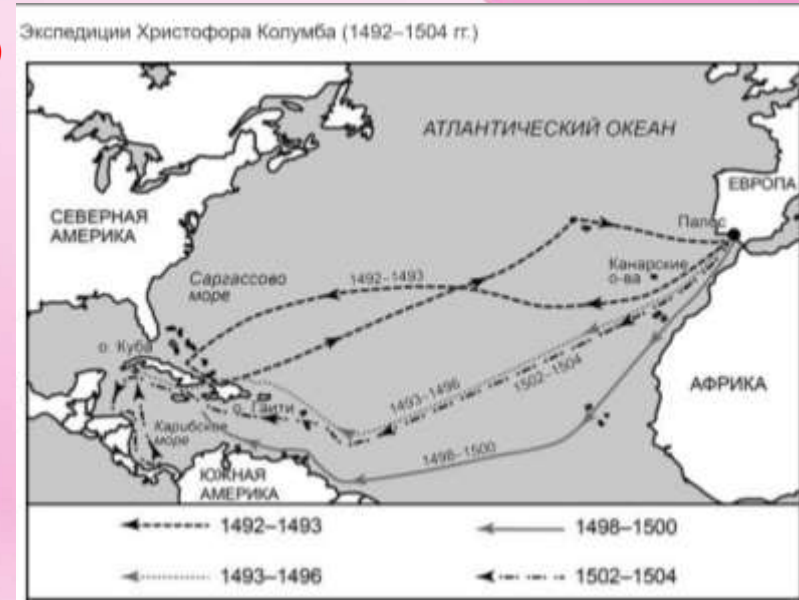 Экспедиции Христофора Колумба (1492–1504 гг.)
АТЛАНТИЧЕСКИЙ ОКЕАН
ЕВРОПА
СЕВЕРНАЯ
АМЕРИКА
Палос
Саргассово
море
1492–1493
Канарские
о-ва
о. Куба
АФРИКА
1493–1496
1502–1504
о. Гаити
Карибское
море
1498–1500
ЮЖНАЯ
АМЕРИКА
1492–1493
1498–1500
1493–1496
1502–1504